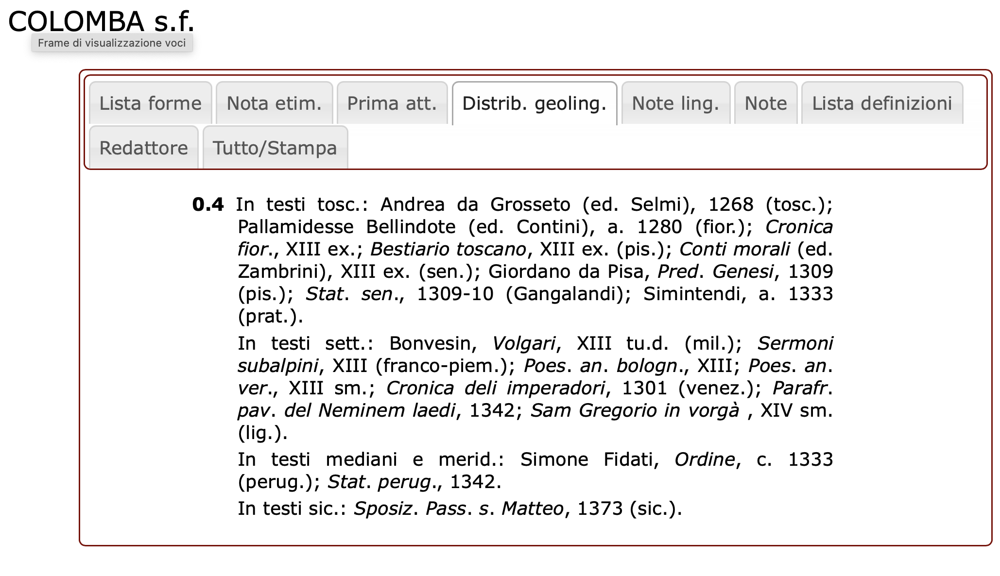 COLOMBA s.f.
Frame di visualizzazione voci
Lista forme Nota etim. Prima att. Distrib. geoling. Note ling. Note Lista definizioni
Redattore Tutto/Stampa
0.4 In testi tosc.: Andrea da Grosseto (ed. Selmi), 1268 (tosc.);
Pallamidesse Bellindote (ed. Contini), a. 1280 (fior.); Cronica
fior., XIII ex.; Bestiario toscano, XIII ex. (pis.); Conti morali (ed.
Zambrini), XIII ex. (sen.); Giordano da Pisa, Pred. Genesi, 1309
(pis.); Stat. sen., 1309-10 (Gangalandi); Simintendi, a. 1333
(prat.).
In testi sett.: Bonvesin, Volgari, XIII tu.d. (mil.); Sermoni
subalpini, XIII (franco-piem.); Poes. an. bologn., XIII; Poes. an.
ver., XIII sm.; Cronica deli imperadori, 1301 (venez.); Parafr.
pav. del Neminem laedi, 1342; Sam Gregorio in vorgà , XIV sm.
(lig.).
In testi mediani e merid.: Simone Fidati, Ordine, c. 1333
(perug.); Stat. perug., 1342.
In testi sic.: Sposiz. Pass. s. Matteo, 1373 (sic.).